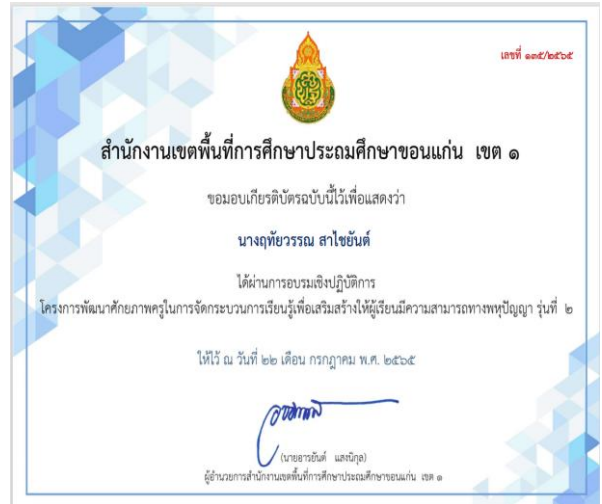 เลขที่ ๑๓๕/๒๕๖๕
สำนักงานเขตพื้นที่การศึกษาประถมศึกษาขอนแก่น เขต ๑
ขอมอบเกียรติบัตรฉบับนี้ไว้เพื่อแสดงว่า
นางฤทัยวรรณ สาไชยันต์
ได้ผ่านการอบรมเชิงปฏิบัติการ
โครงการพัฒนาศักยภาพครูในการจัดกระบวนการเรียนรู้เพื่อเสริมสร้างให้ผู้เรียนมีความสามารถทางพหุปัญญา รุ่นที่ ๒
ให้ไว้ ณ วันที่ ๒๒ เดือน กรกฎาคม พ.ศ. ๒๕๖๕
(นายอารยันต์ แสงนิกุล)
ผู้อำนวยการสำนักงานเขตพื้นที่การศึกษาประถมศึกษาขอนแก่น เขต ๑